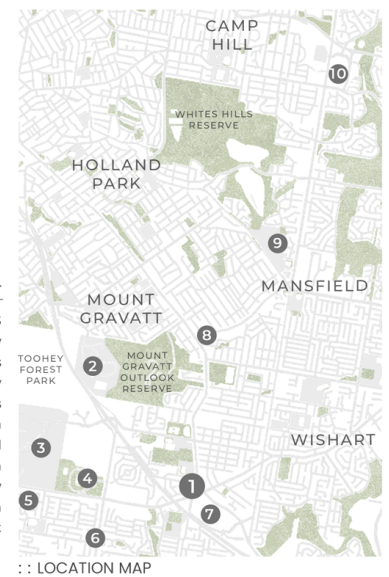 CAMP
HILL
10
WHITES HILLS
RESERVE
HOLLAND
PARK
9
MANSFIELD
MOUNT
GRAVATT
8
TOOHEY
FOREST
PARK
2
MOUNT
GRAVATT
OUTLOOK
RESERVE
WISHART
3
4
1
5
7
6
: : LOCATION MAP